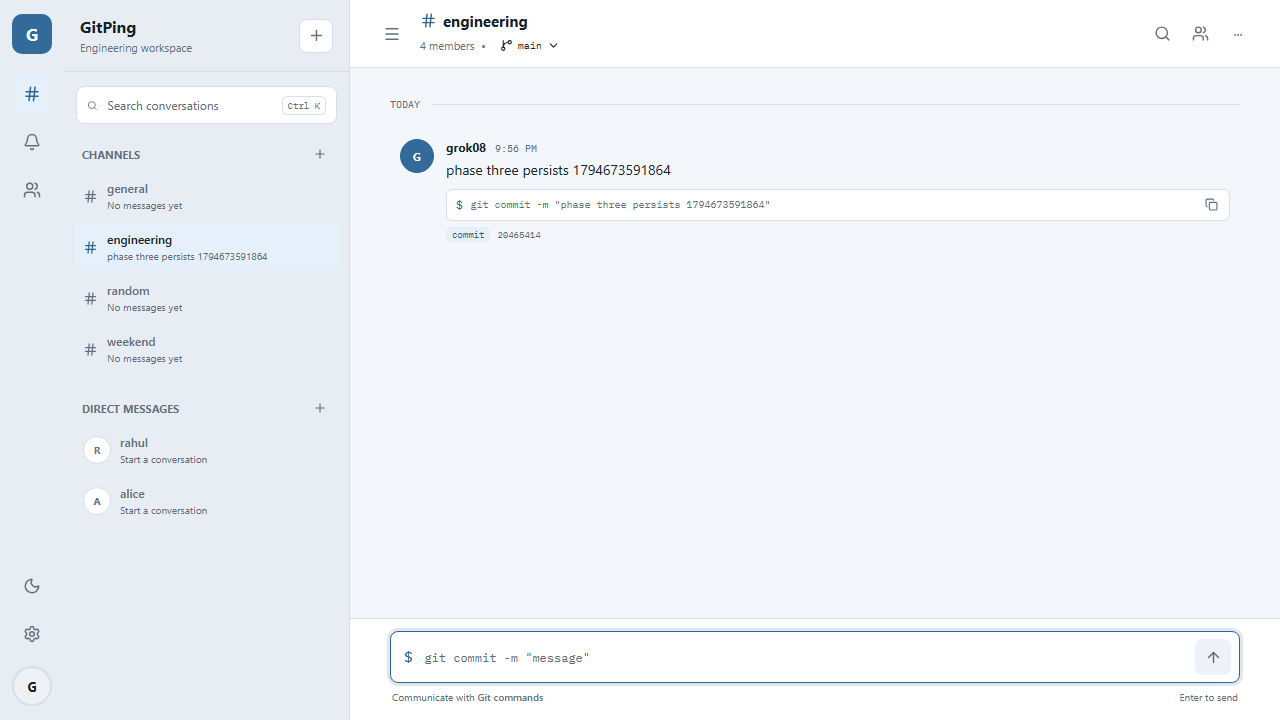 G
GitPing
Engineering workspace
Search conversations
Ctrl K
CHANNELS
general
No messages yet
engineering
phase three persists 1794673591864
random
No messages yet
weekend
No messages yet
DIRECT MESSAGES
R
rahul
Start a conversation
A
alice
Start a conversation
G
# engineering
4 members • main
TODAY
G
grok08 9:56 PM
phase three persists 1794673591864
$ git commit -m "phase three persists 1794673591864"
commit 20465414
$ git commit -m "message"
Communicate with Git commands
Enter to send